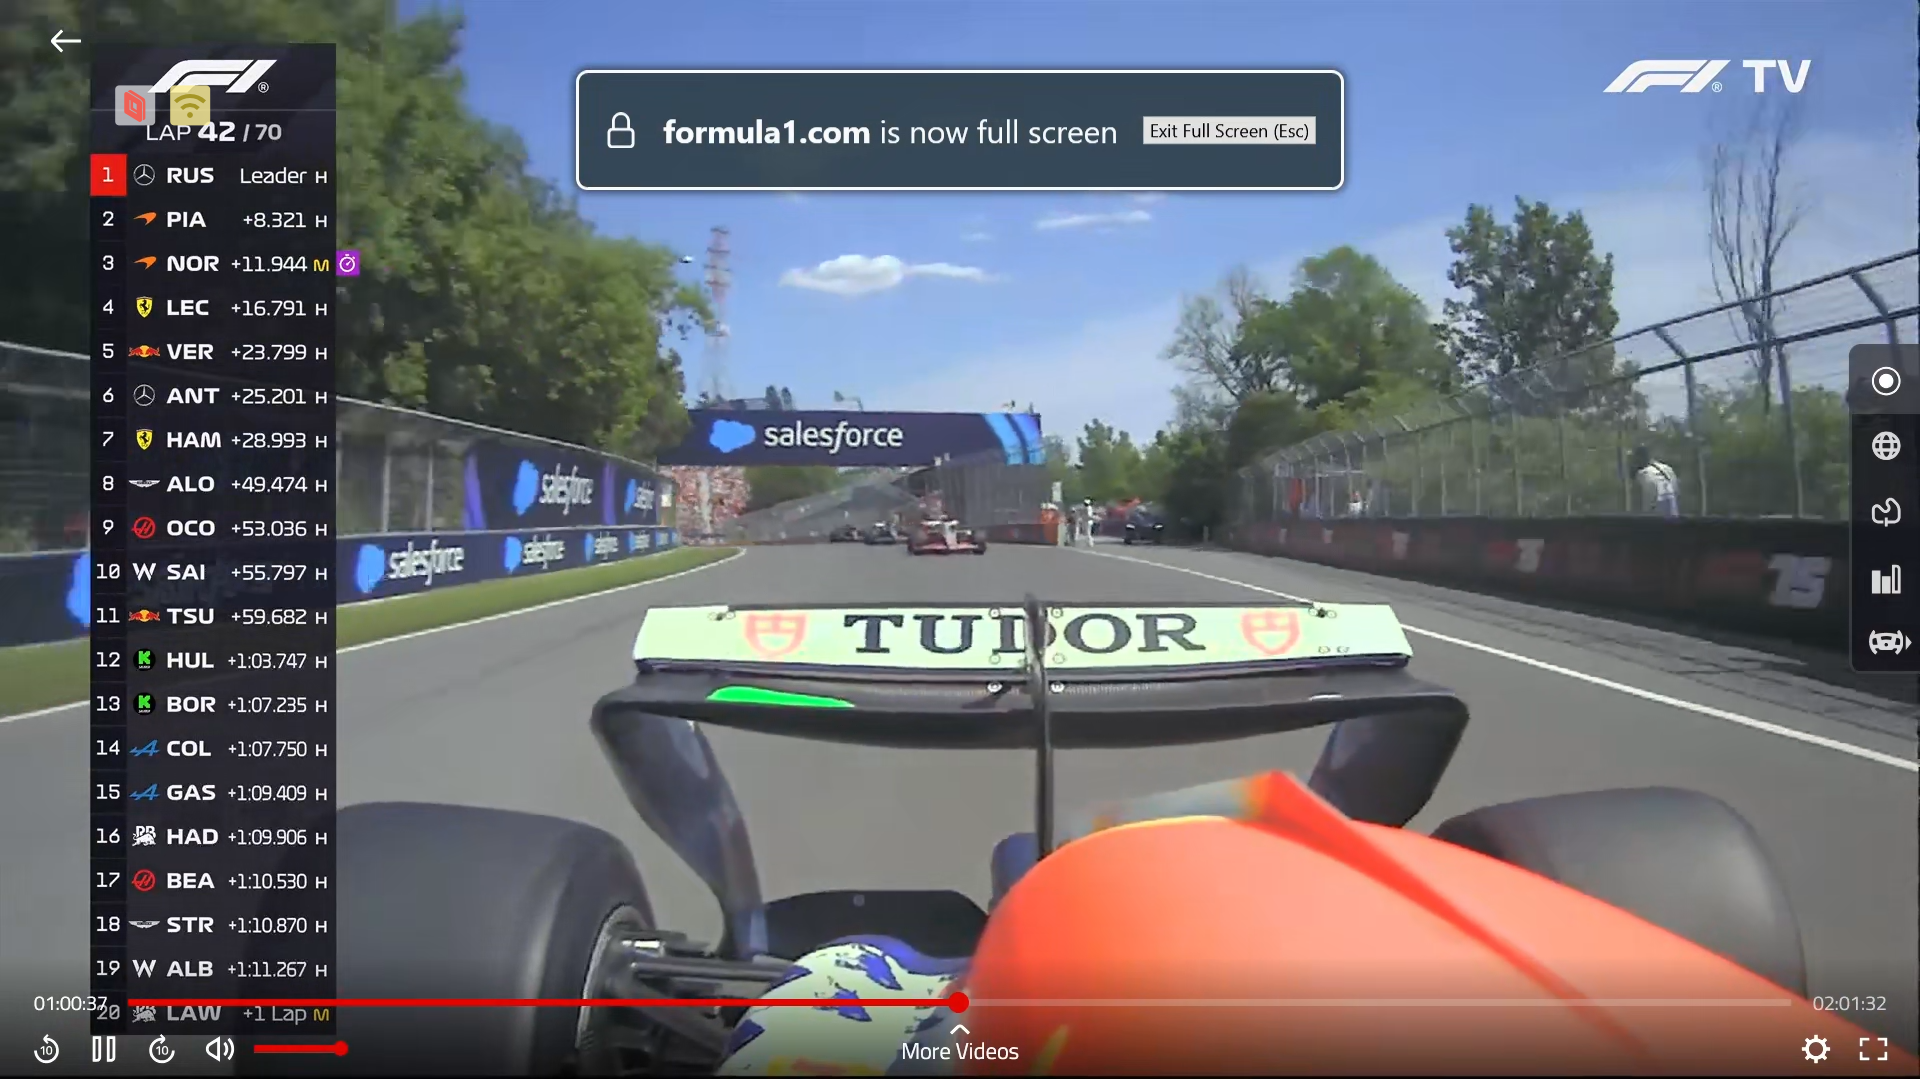 F1 TV
formula1.com is now full screen Exit Full Screen (Esc)
F1
LAP 42 / 70
1 RUS Leader H
2 PIA +8.321 H
3 NOR +11.944 M
4 LEC +16.791 H
5 VER +23.799 H
6 ANT +25.201 H
7 HAM +28.993 H
8 ALO +49.474 H
9 OCO +53.036 H
10 SAI +55.797 H
11 TSU +59.682 H
12 HUL +1:03.747 H
13 BOR +1:07.235 H
14 COL +1:07.750 H
15 GAS +1:09.409 H
16 HAD +1:09.906 H
17 BEA +1:10.530 H
18 STR +1:10.870 H
19 ALB +1:11.267 H
20 LAW +1 Lap M
salesforce
salesforce
salesforce salesforce
TUDOR
01:00:37
02:01:32
10
10
More Videos